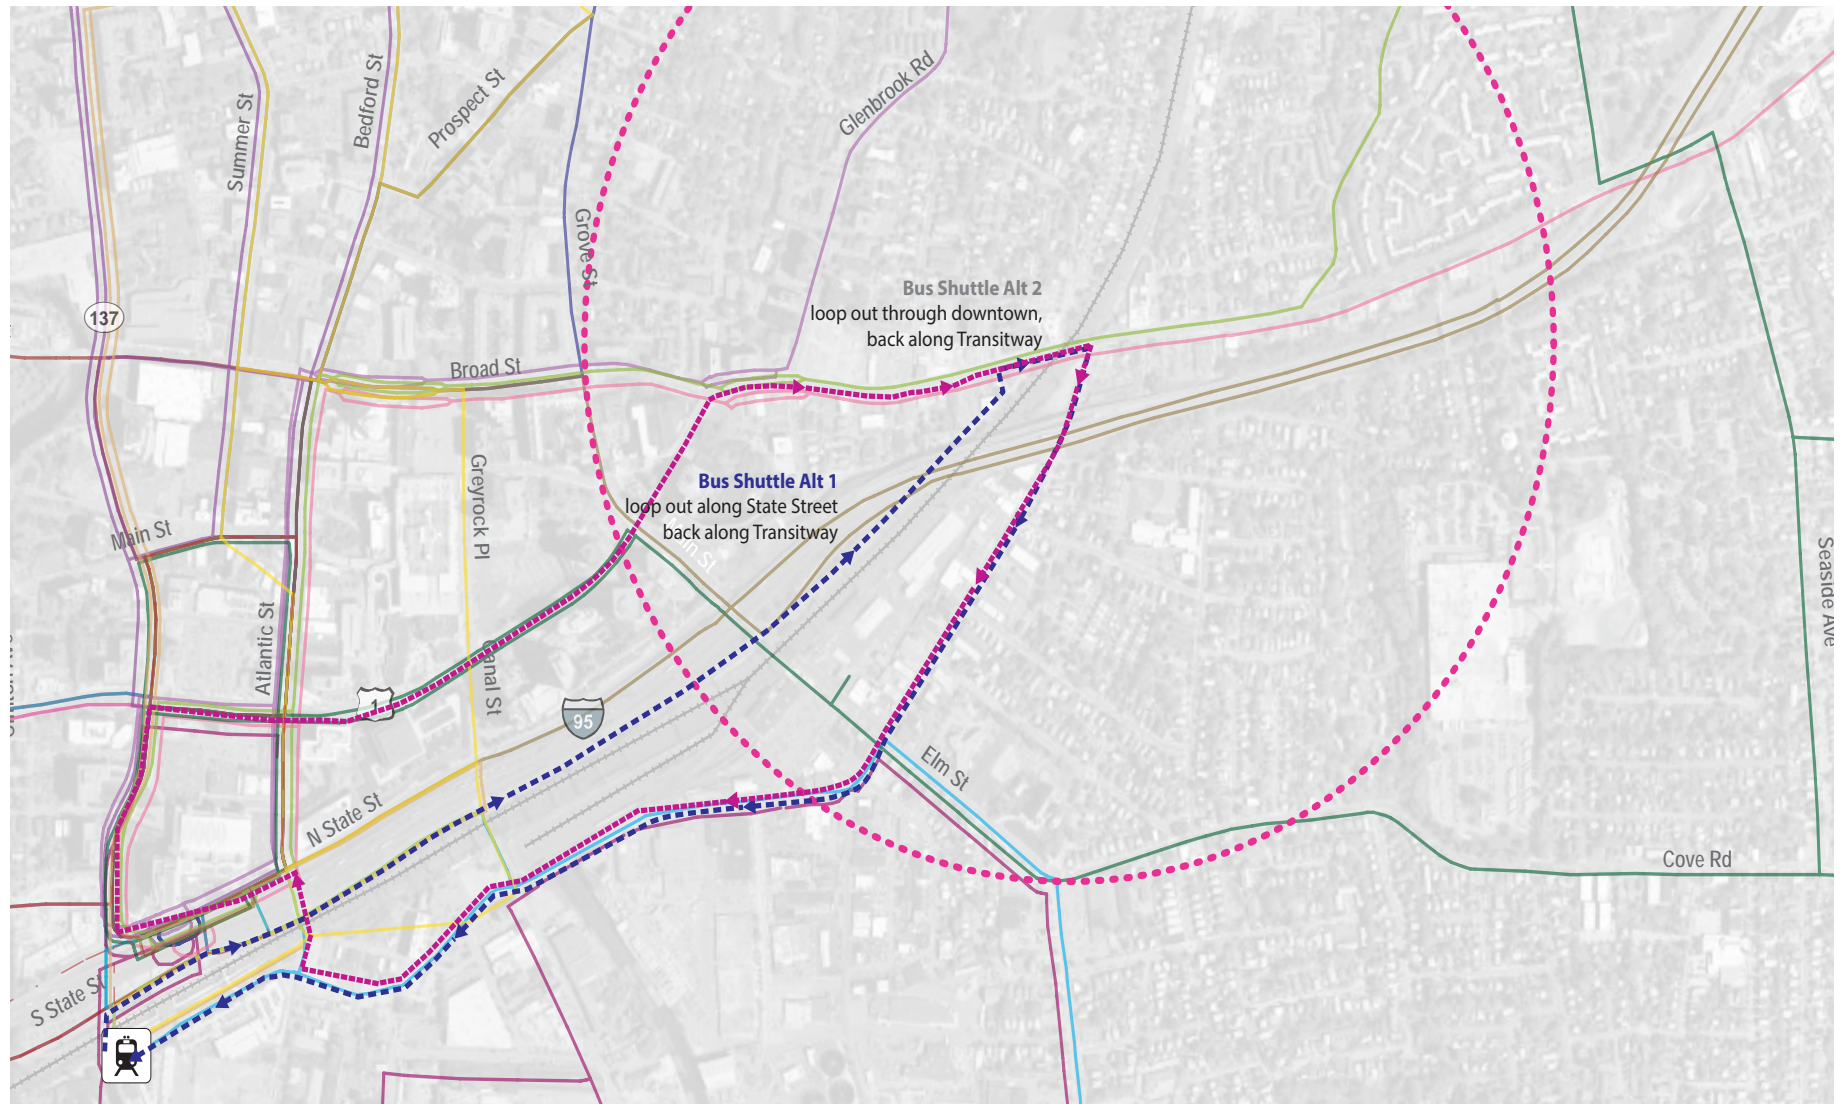 Summer St
Bedford St
Prospect St
Glenbrook Rd
Grove St
137
Bus Shuttle Alt 2
loop out through downtown,
back along Transitway
Broad St
Bus Shuttle Alt 1
loop out along State Street
back along Transitway
Greyrock Pl
Main St
Seaside Ave
Atlantic St
Canal St
1
95
Elm St
N State St
Cove Rd
S State St